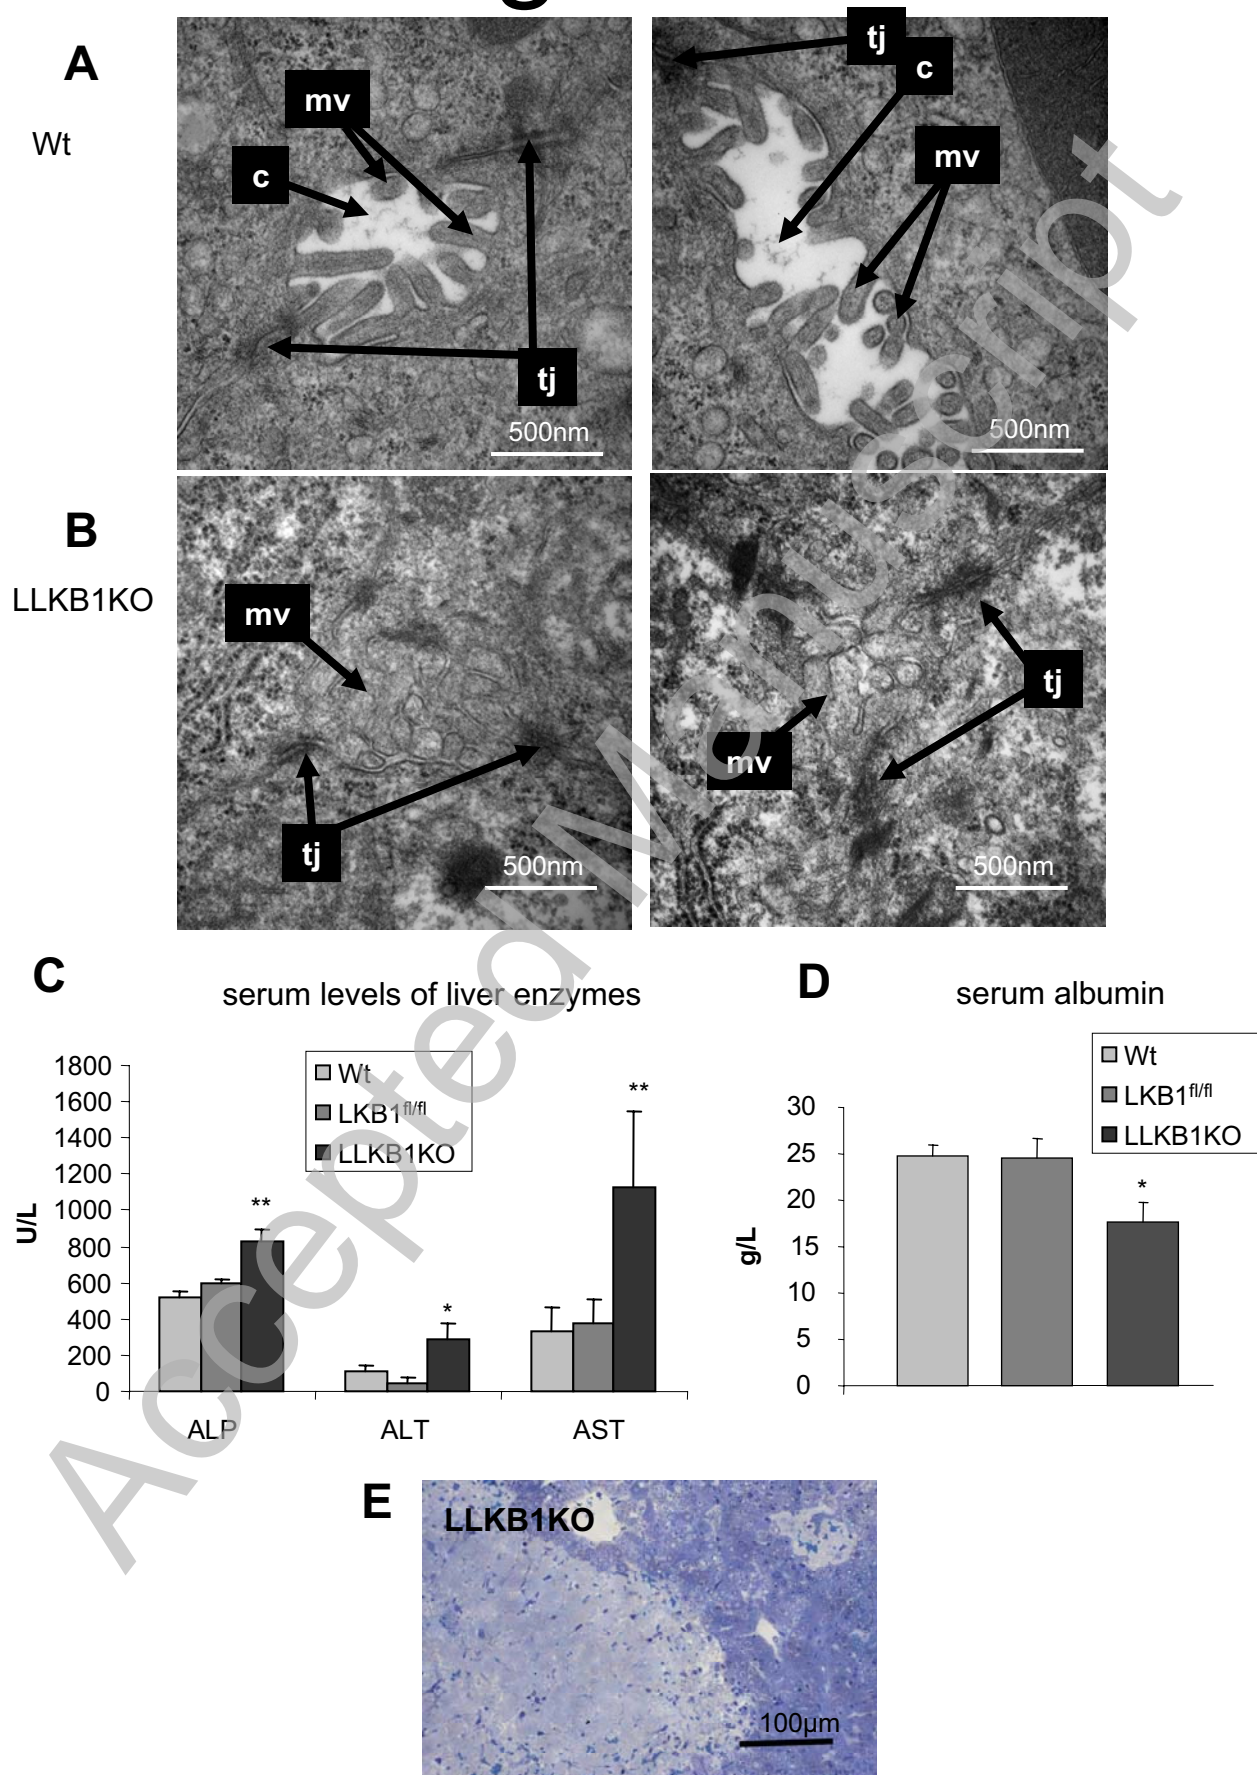 g
A
Wt
mv
c
tj
500nm
tj
c
mv
500nm
B
LLKB1KO
mv
tj
500nm
tj
mv
500nm
C
serum levels of liver enzymes
Wt
LKB1fl/fl
LLKB1KO
U/L
1800
1600
1400
1200
1000
800
600
400
200
0
**
*
**
ALP
ALT
AST
D
serum albumin
Wt
LKB1fl/fl
LLKB1KO
g/L
30
25
20
15
10
5
0
*
E
LLKB1KO
100µm
Accepted Manuscript